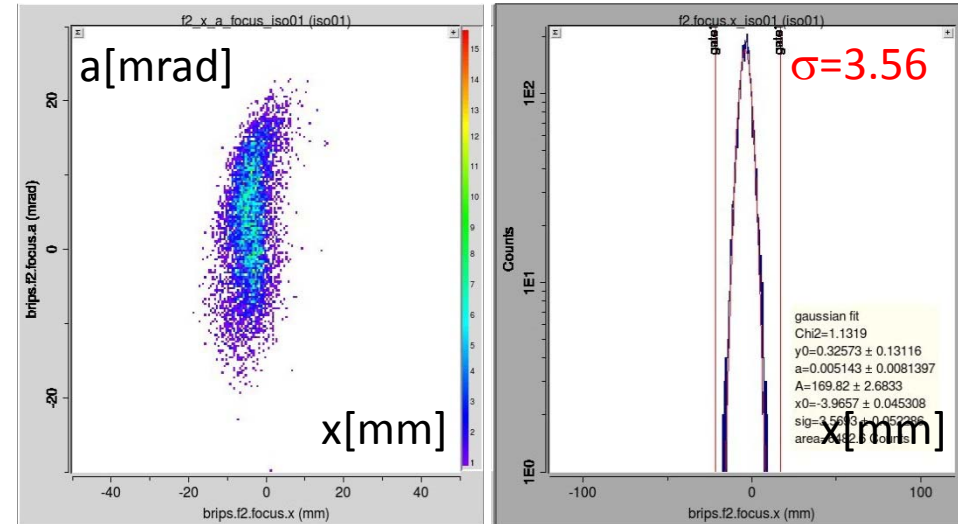 f2_x_a_focus_iso01 (iso01)
a[mrad]
15
14
13
12
11
10
9
8
7
6
5
4
3
2
1
20
0
-20
brips.f2.focus.a (mrad)
x[mm]
-40
-20
0
20
40
brips.f2.focus.x (mm)
f2.focus.x_iso01 (iso01)
σ=3.56
1E2
1E1
1E0
Counts
gaussian fit
Chi2=1.1319
y0=0.32573 ± 0.13116
a=0.005143 ± 0.0081397
A=169.82 ± 2.6833
x0=-3.9657 ± 0.045308
x[mm]
-100
0
100
brips.f2.focus.x (mm)